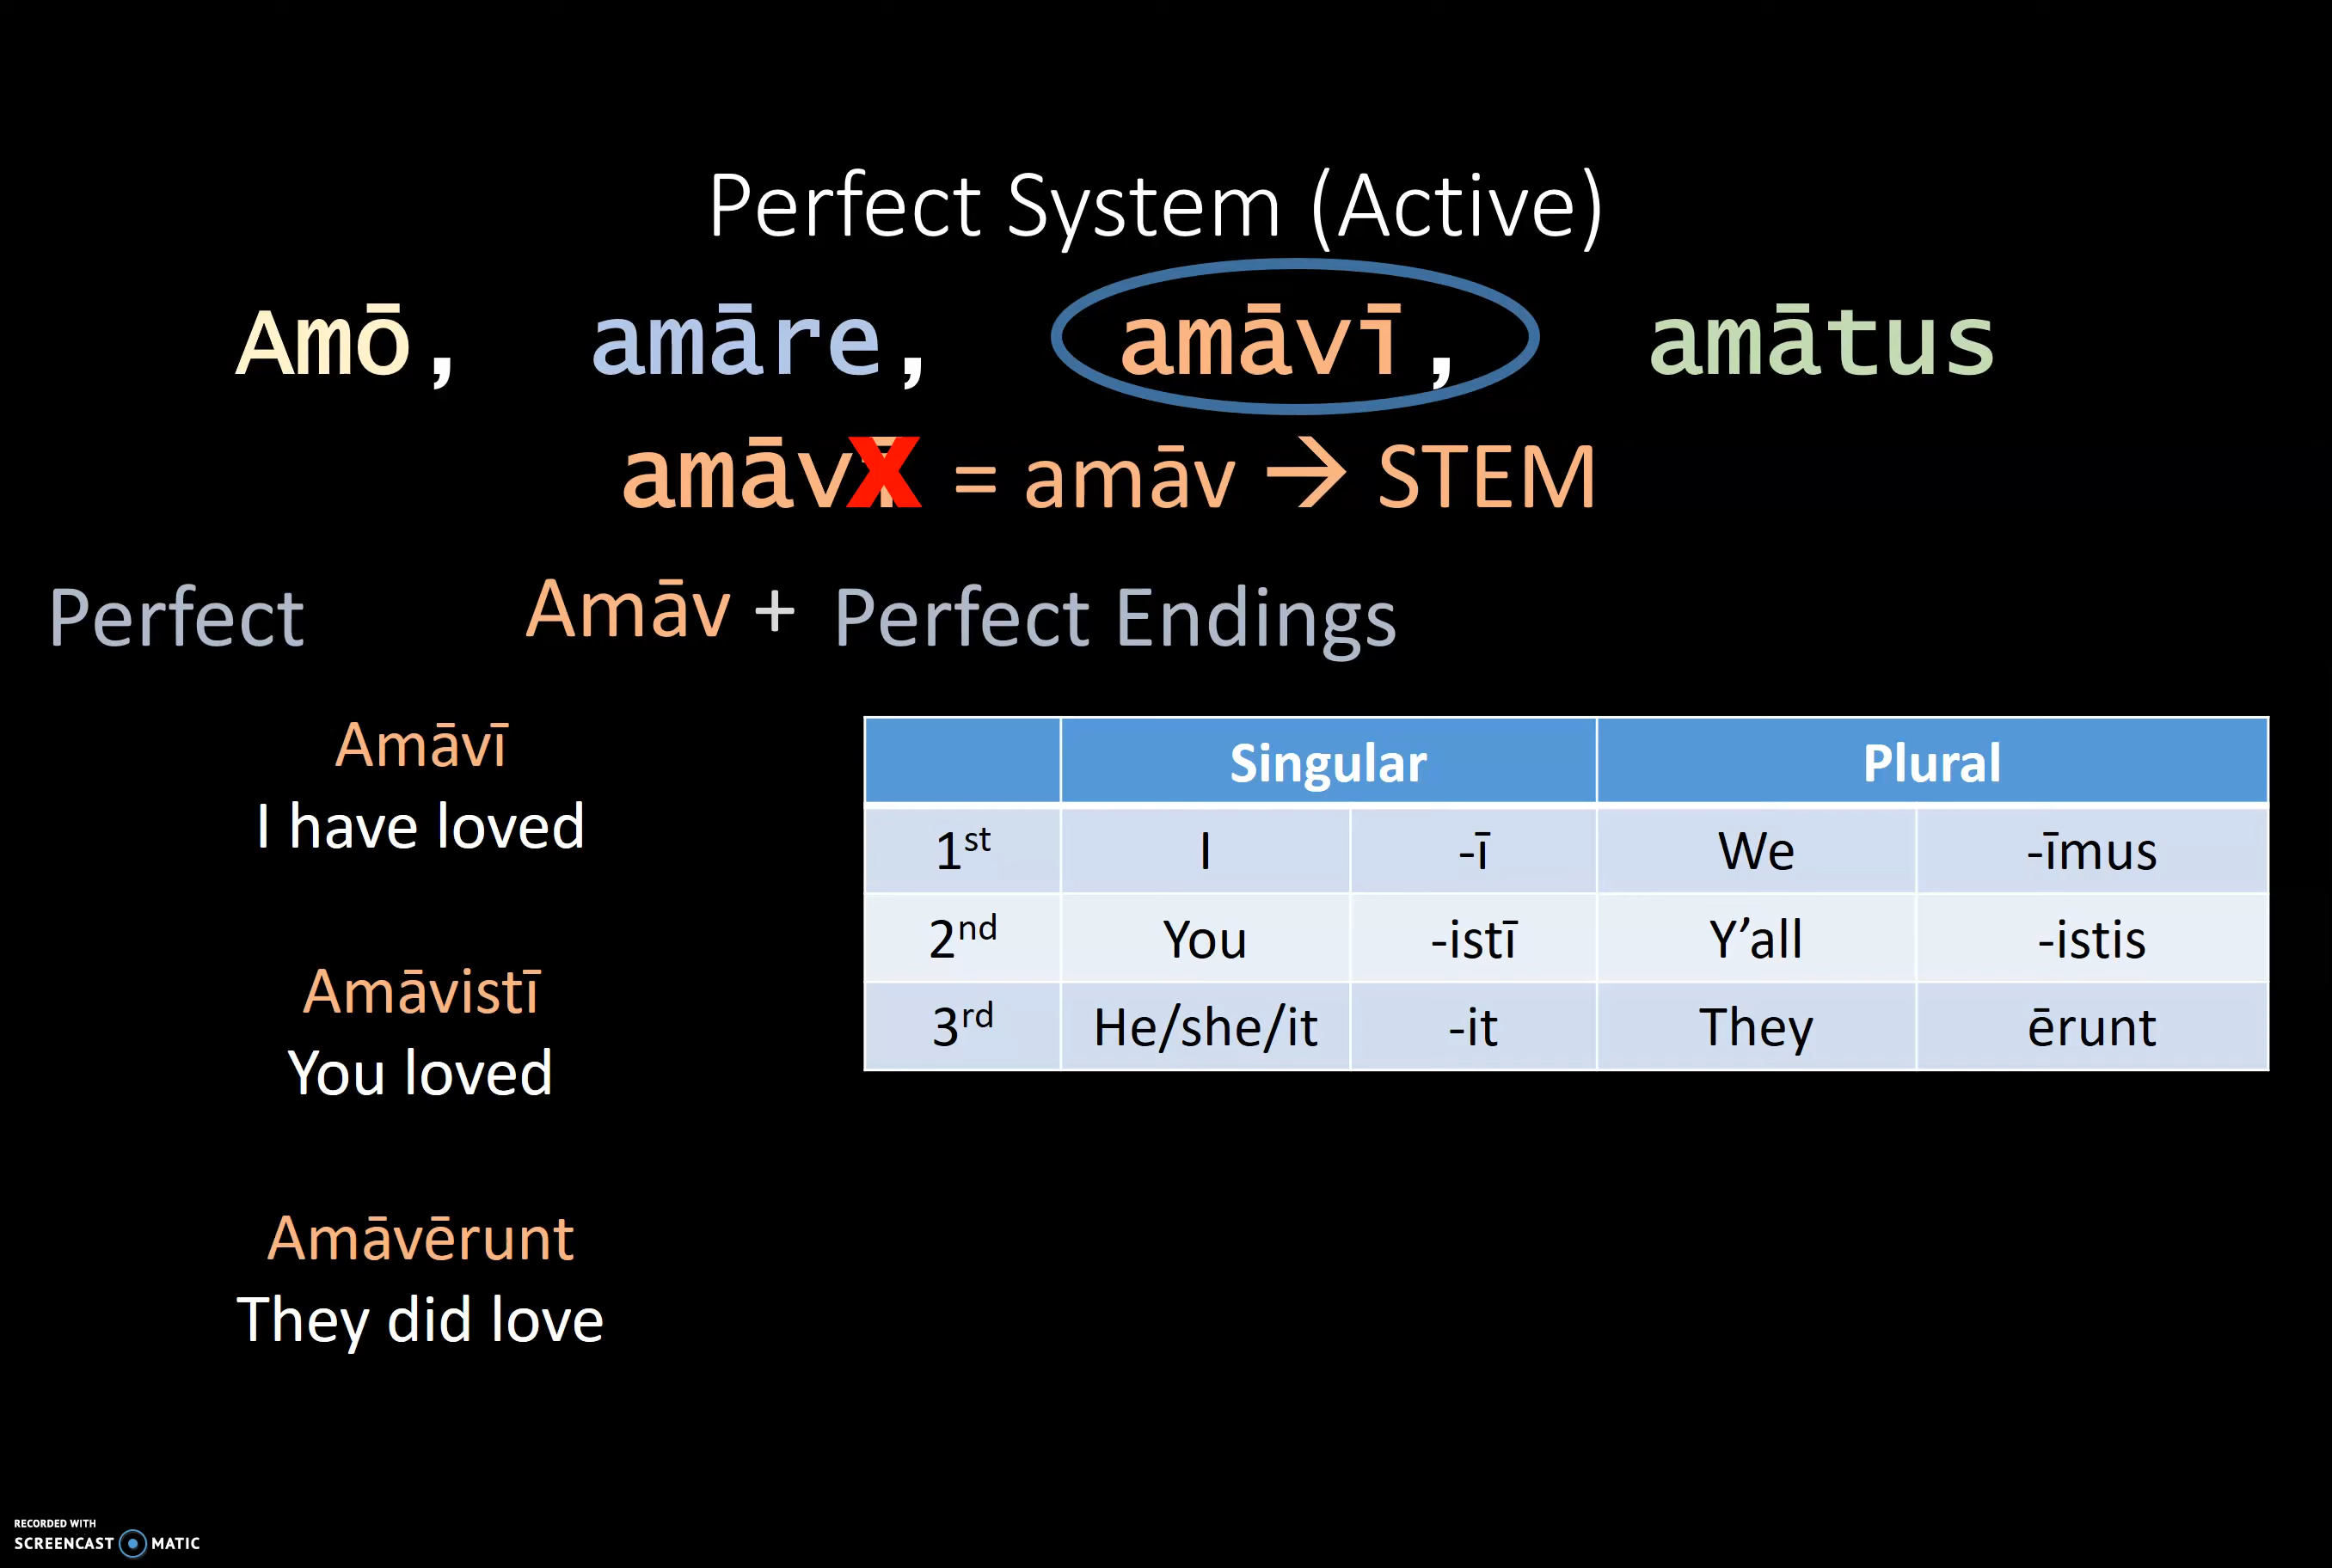 Perfect System (Active)
Amō, amāre, amāvī, amātus
amāvī = amāv → STEM
Perfect Amāv + Perfect Endings
Amāvī
I have loved
Amāvistī
You loved
Amāvērunt
They did love
Singular Plural
1st I -ī We -īmus
2nd You -istī Y’all -istis
3rd He/she/it -it They ērunt
RECORDED WITH
SCREENCAST MATIC